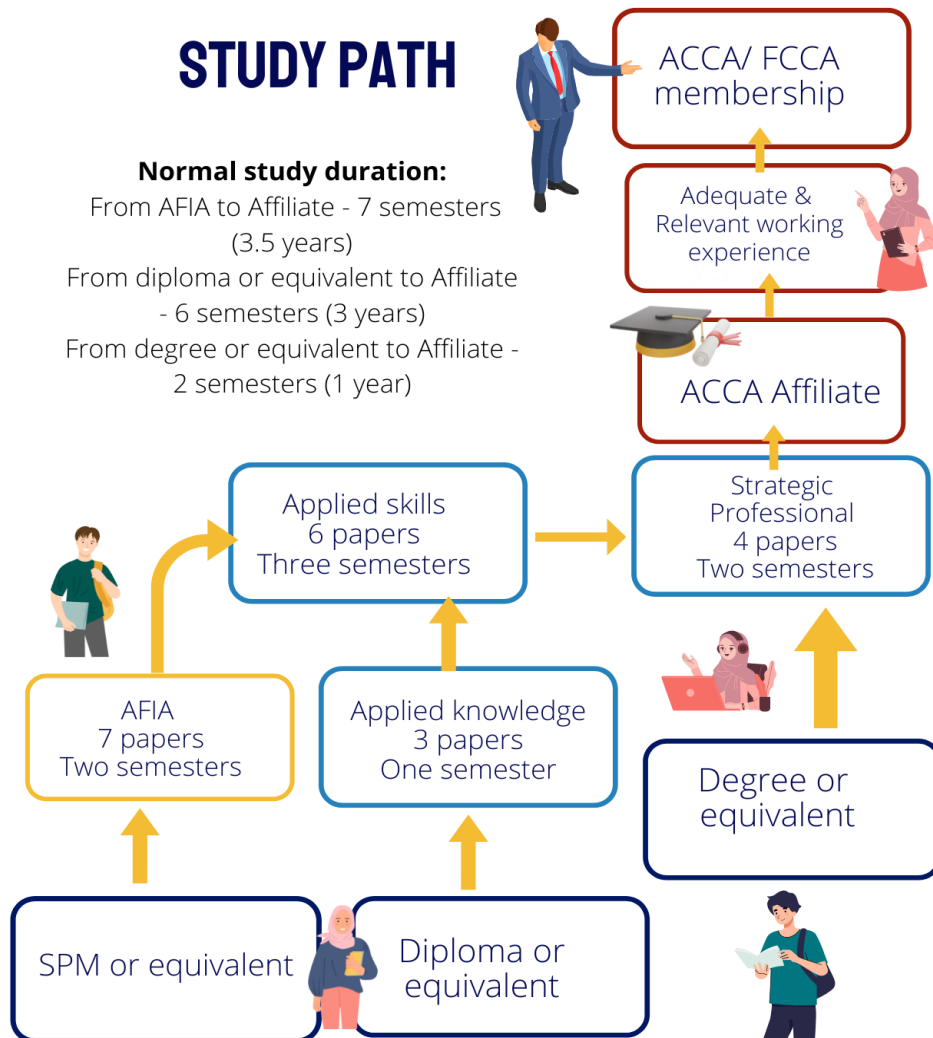 STUDY PATH
Normal study duration:
From AFIA to Affiliate - 7 semesters
(3.5 years)
From diploma or equivalent to Affiliate
- 6 semesters (3 years)
From degree or equivalent to Affiliate -
2 semesters (1 year)
ACCA/ FCCA
membership
Adequate &
Relevant working
experience
ACCA Affiliate
Applied skills
6 papers
Three semesters
Strategic
Professional
4 papers
Two semesters
AFIA
7 papers
Two semesters
Applied knowledge
3 papers
One semester
Degree or
equivalent
SPM or equivalent
Diploma or
equivalent